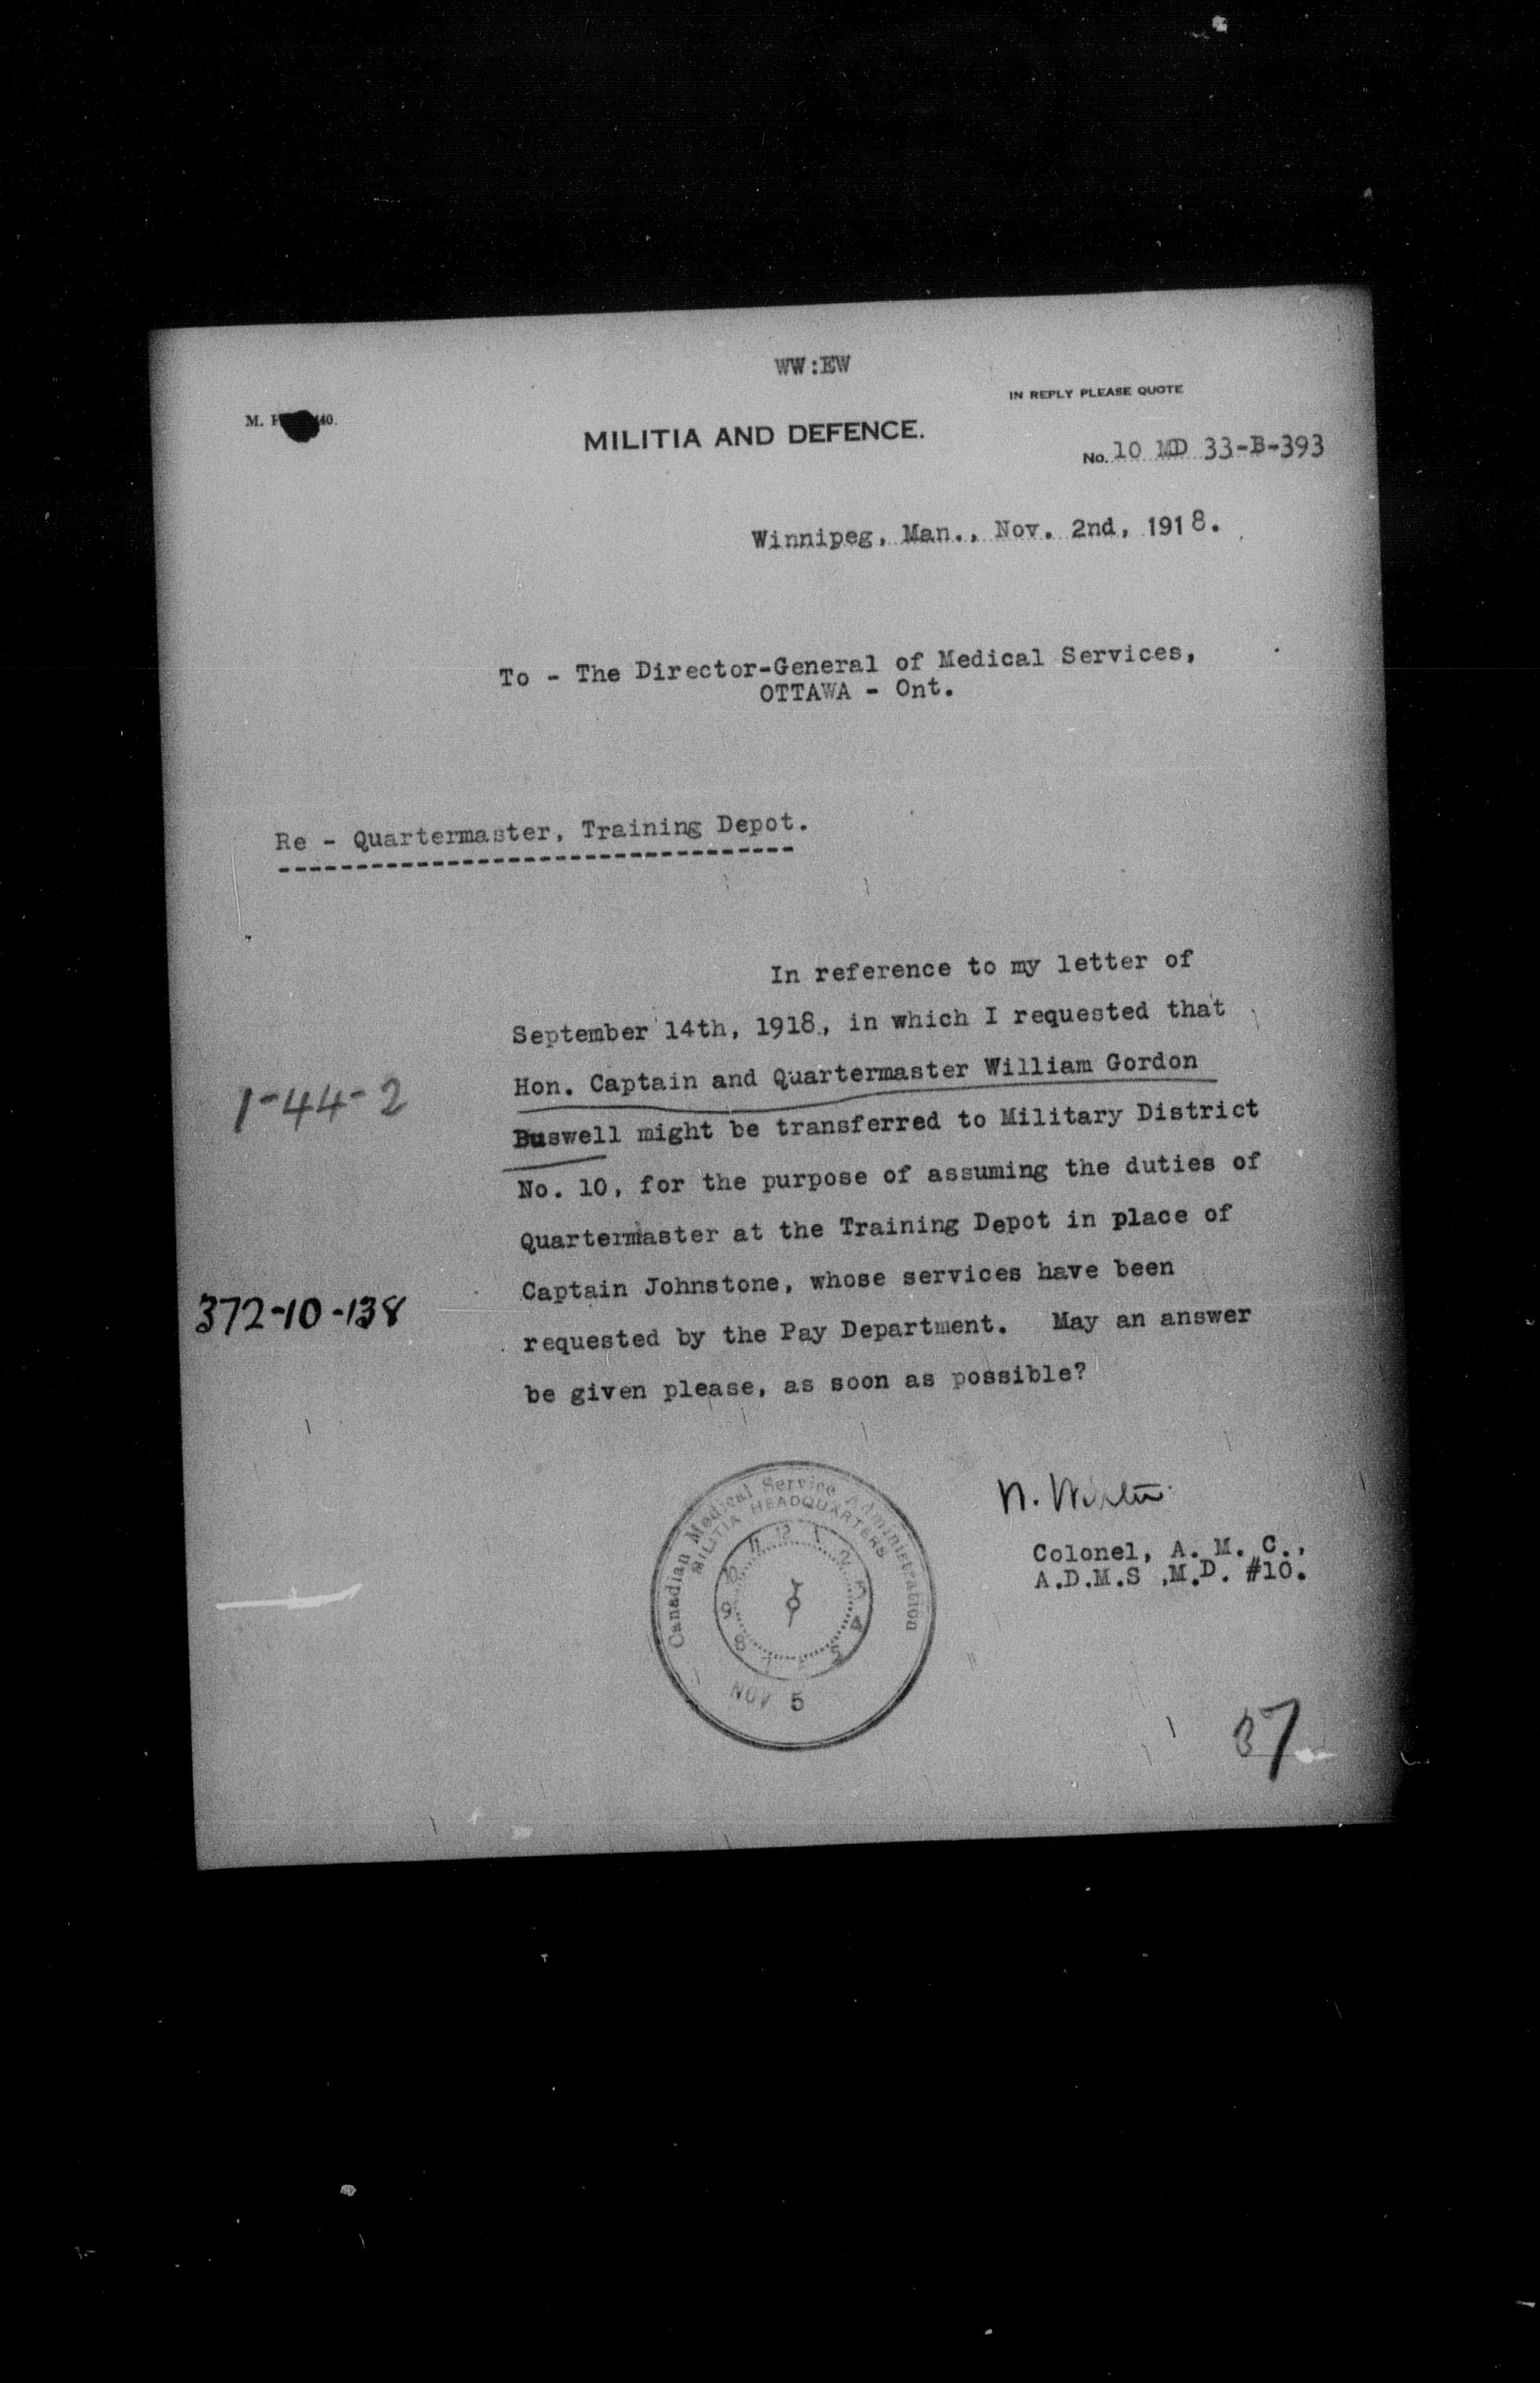 WW:EW
IN REPLY PLEASE QUOTE
M.
MILITIA AND DEFENCE.
No. 10 MD 33-B-393
Winnipeg, Man., Nov. 2nd, 1918.
To - The Director-General of Medical Services,
OTTAWA - Ont.
Re - Quartermaster, Training Depot.
In reference to my letter of
September 14th, 1918, in which I requested that
Hon. Captain and Quartermaster William Gordon
Buswell might be transferred to Military District
No. 10, for the purpose of assuming the duties of
Quartermaster at the Training Depot in place of
Captain Johnstone, whose services have been
requested by the Pay Department. May an answer
be given please, as soon as possible?
1-44-2
372-10-138
Colonel, A. M. C.,
A.D.M.S ,M.D. #10.
Canadian Medical Service Administration
MILITIA HEADQUARTERS
NOV 5
37